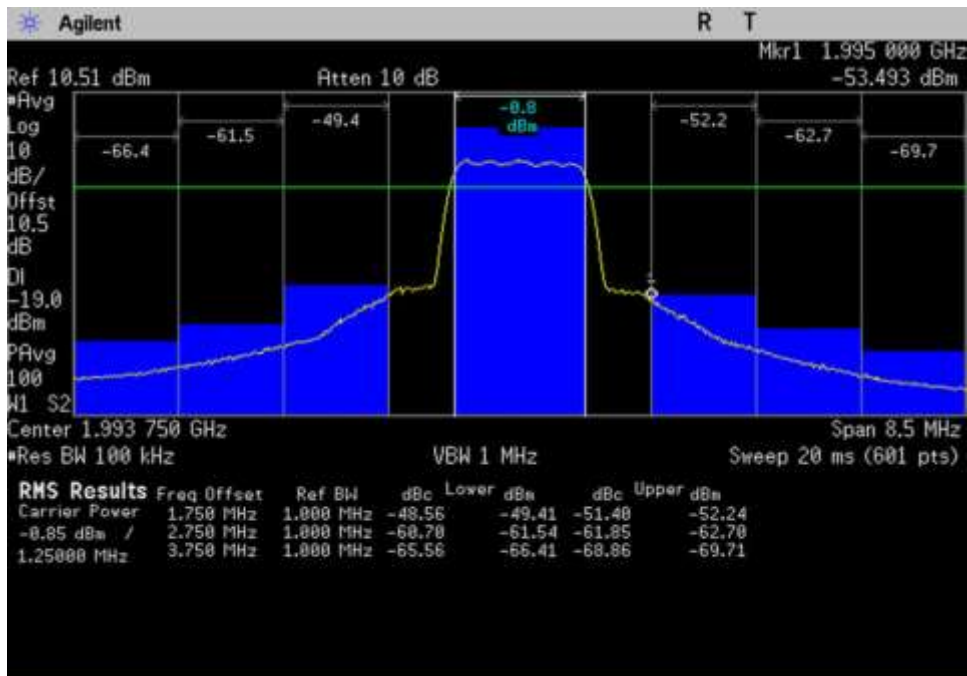 Agilent R T
Mkr1 1.995 000 GHz
Ref 10.51 dBm Atten 10 dB -53.493 dBm
#Avg
Log
10
dB/
Offst
10.5
dB
DI
-19.0
dBm
PAvg
100
W1 S2
-66.4 -61.5 -49.4 -0.8 dBm -52.2 -62.7 -69.7
1
Center 1.993 750 GHz Span 8.5 MHz
#Res BW 100 kHz VBW 1 MHz Sweep 20 ms (601 pts)
RMS Results Freq Offset Ref BW dBc Lower dBm dBc Upper dBm
Carrier Power 1.750 MHz 1.000 MHz -48.56 -49.41 -51.40 -52.24
-0.85 dBm / 2.750 MHz 1.000 MHz -60.70 -61.54 -61.85 -62.70
1.25000 MHz 3.750 MHz 1.000 MHz -65.56 -66.41 -68.86 -69.71